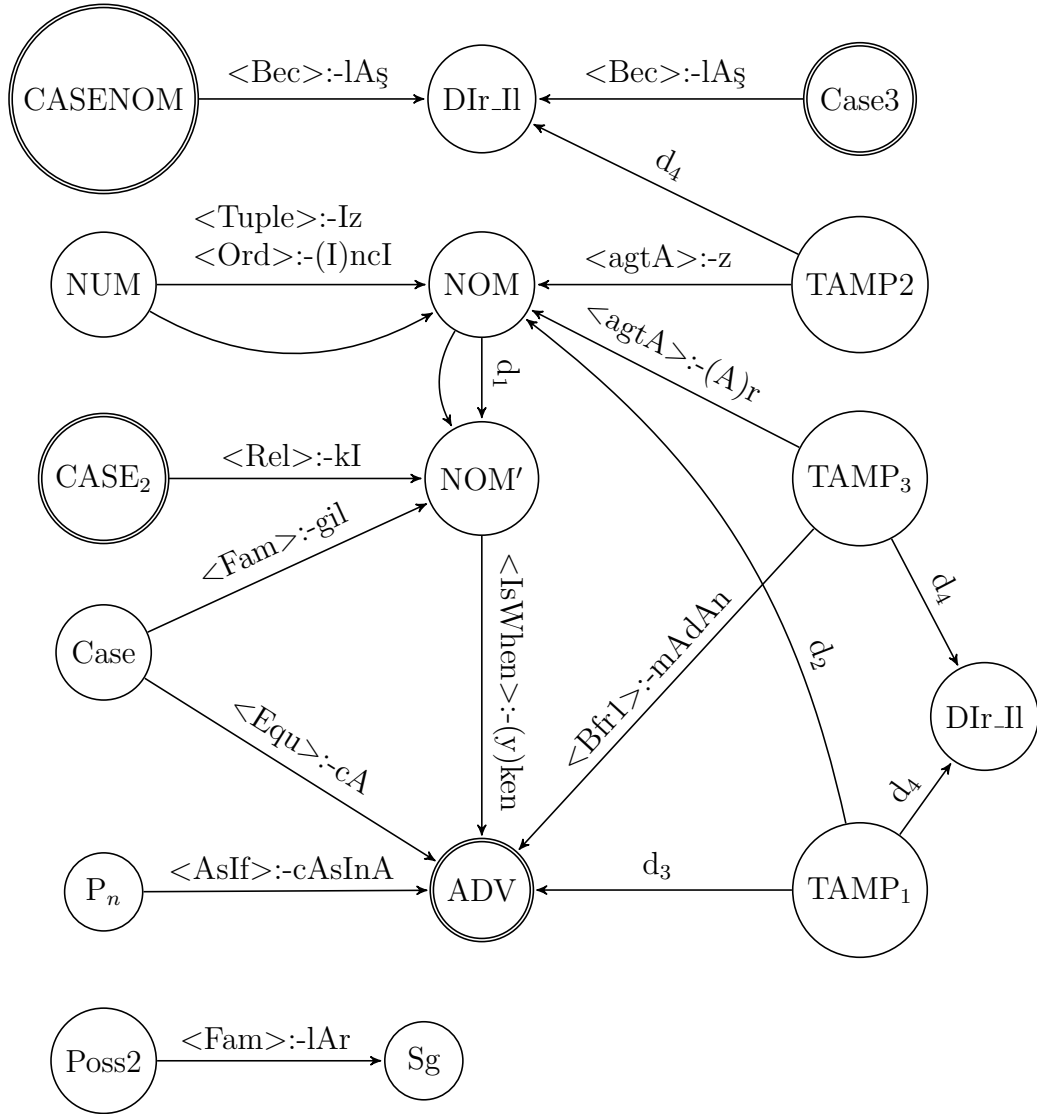 CASENOM
<Bec>:-lAş
DIr_Il
<Bec>:-lAş
Case3
d₄
NUM
<Tuple>:-Iz
<Ord>:-(I)ncI
NOM
<agtA>:-z
TAMP2
<agtA>:-(A)r
d₁
CASE₂
<Rel>:-kI
NOM′
TAMP₃
<Fam>:-gil
<IsWhen>:-(y)ken
<Bfr1>:-mAdAn
d₂
d₄
Case
<Equ>:-cA
DIr_Il
d₄
Pₙ
<AsIf>:-cAsInA
ADV
d₃
TAMP₁
Poss2
<Fam>:-lAr
Sg